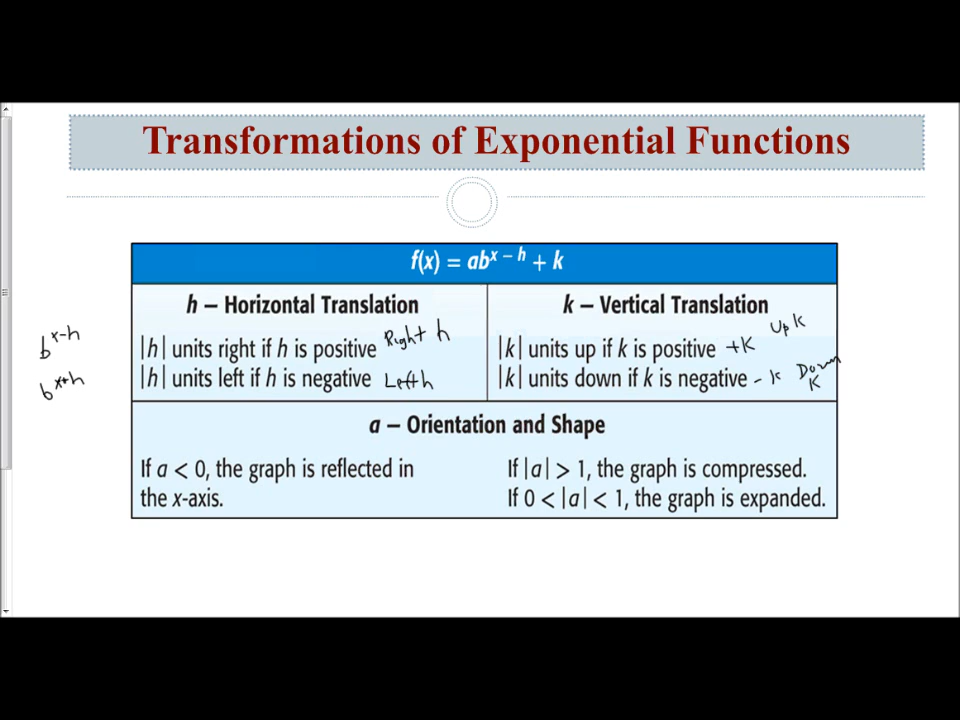 Transformations of Exponential Functions
f(x) = ab^{x − h} + k
h – Horizontal Translation
|h| units right if h is positive Right h
|h| units left if h is negative Left h
b^{x-h}
b^{x+h}
k – Vertical Translation
Up k
|k| units up if k is positive +K
|k| units down if k is negative - k Down K
a – Orientation and Shape
If a < 0, the graph is reflected in
the x-axis.
If |a| > 1, the graph is compressed.
If 0 < |a| < 1, the graph is expanded.